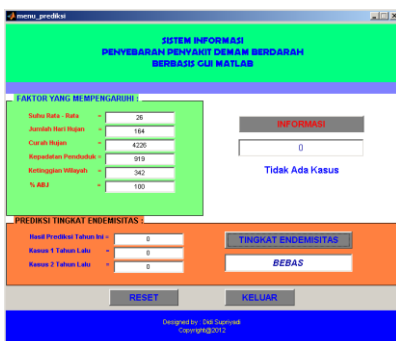 menu_prediksi
SISTEM INFORMASI
PENYEBARAN PENYAKIT DEMAM BERDARAH
BERBASIS GUI MATLAB
FAKTOR YANG MEMPENGARUHI :
Suhu Rata - Rata = 26
Jumlah Hari Hujan = 164
Curah Hujan = 4226
Kepadatan Penduduk = 919
Ketinggian Wilayah = 342
% ABJ = 100
INFORMASI
0
Tidak Ada Kasus
PREDIKSI TINGKAT ENDEMISITAS :
Hasil Prediksi Tahun Ini = 0
Kasus 1 Tahun Lalu = 0
Kasus 2 Tahun Lalu = 0
TINGKAT ENDEMISITAS
BEBAS
RESET
KELUAR
Designed by : Didi Supriyadi
Copyright@2012